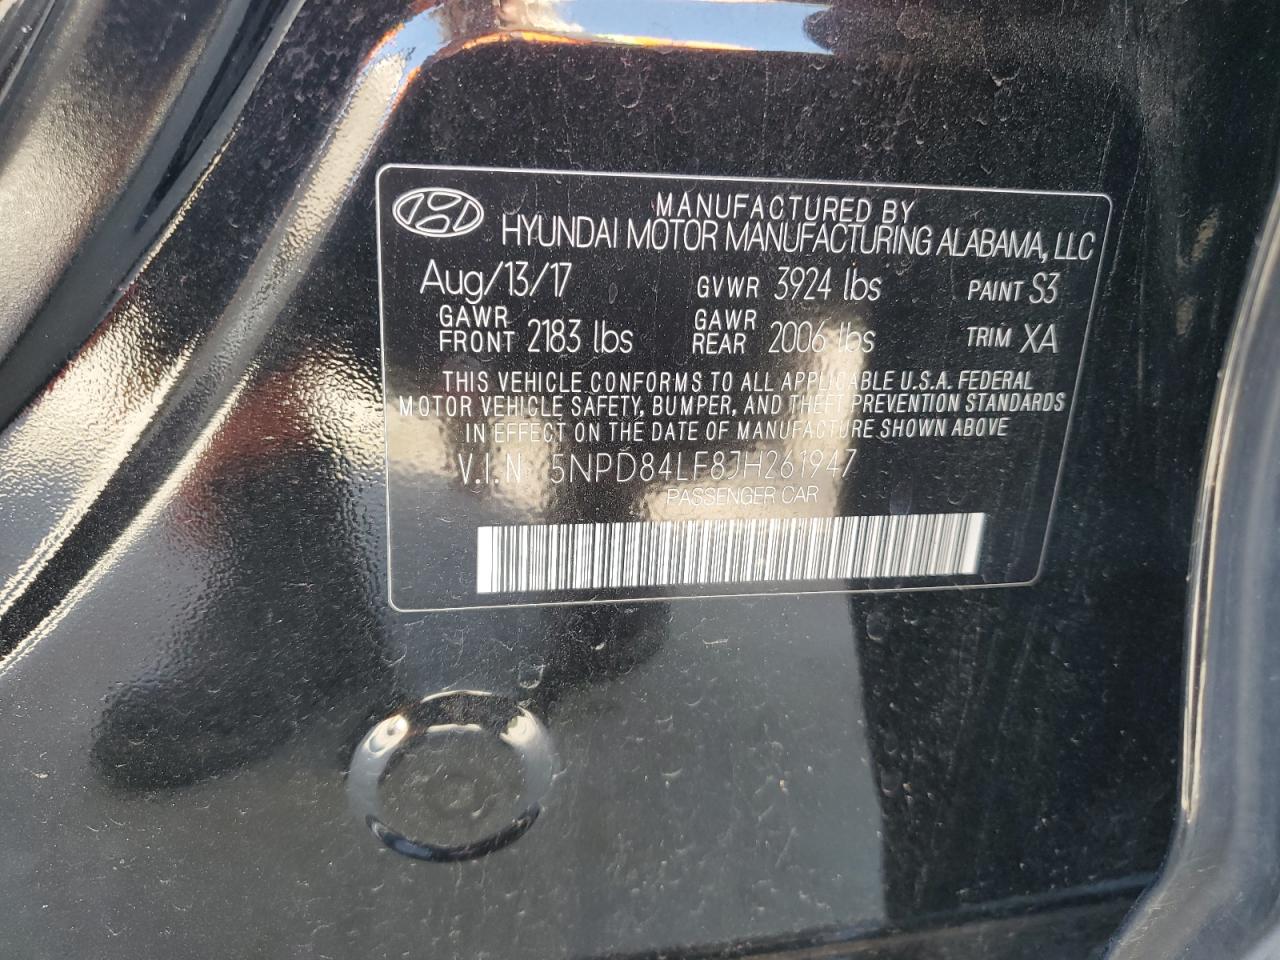 MANUFACTURED BY
HYUNDAI MOTOR MANUFACTURING ALABAMA, LLC
Aug/13/17 GVWR 3924 lbs PAINT S3
GAWR FRONT 2183 lbs GAWR REAR 2006 lbs TRIM XA
THIS VEHICLE CONFORMS TO ALL APPLICABLE U.S.A. FEDERAL
MOTOR VEHICLE SAFETY, BUMPER, AND THEFT PREVENTION STANDARDS
IN EFFECT ON THE DATE OF MANUFACTURE SHOWN ABOVE
V.I.N 5NPD84LF8JH261947
PASSENGER CAR